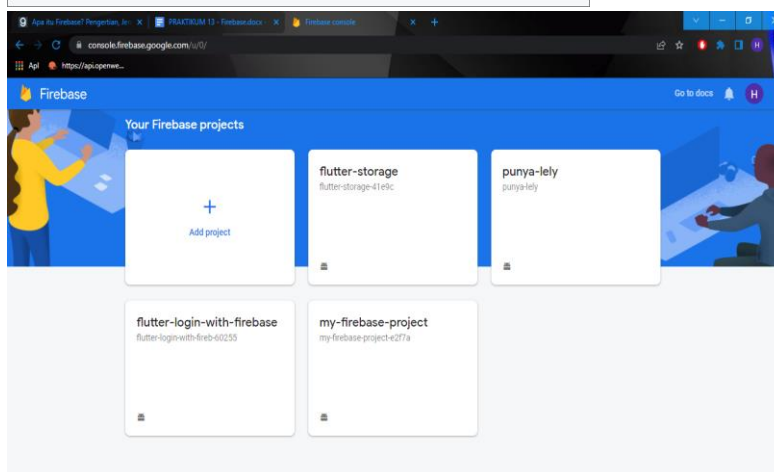 Apa itu Firebase? Pengertian, Je
PRAKTIKUM 13 - Firebase.docx
Firebase console
console.firebase.google.com/u/0/
Apl
https://api.openwe...
Firebase
Go to docs
H
Your Firebase projects
Add project
flutter-storage
flutter-storage-41e9c
punya-lely
punya-lely
flutter-login-with-firebase
flutter-login-with-fireb-60255
my-firebase-project
my-firebase-project-e2f7a